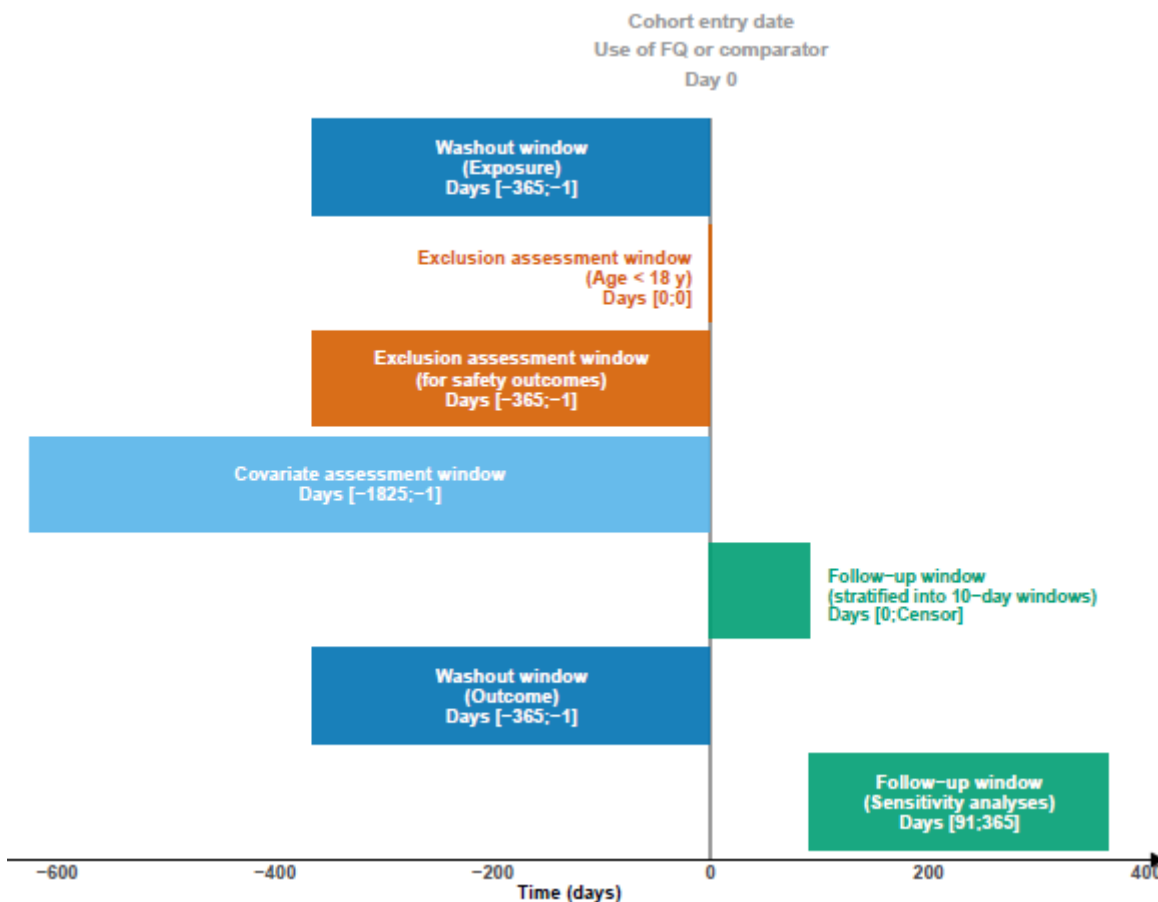 Cohort entry date
Use of FQ or comparator
Day 0
Washout window
(Exposure)
Days [−365;−1]
Exclusion assessment window
(Age < 18 y)
Days [0;0]
Exclusion assessment window
(for safety outcomes)
Days [−365;−1]
Covariate assessment window
Days [−1825;−1]
Follow−up window
(stratified into 10−day windows)
Days [0;Censor]
Washout window
(Outcome)
Days [−365;−1]
Follow−up window
(Sensitivity analyses)
Days [91;365]
−600 −400 −200 0 200 400
Time (days)